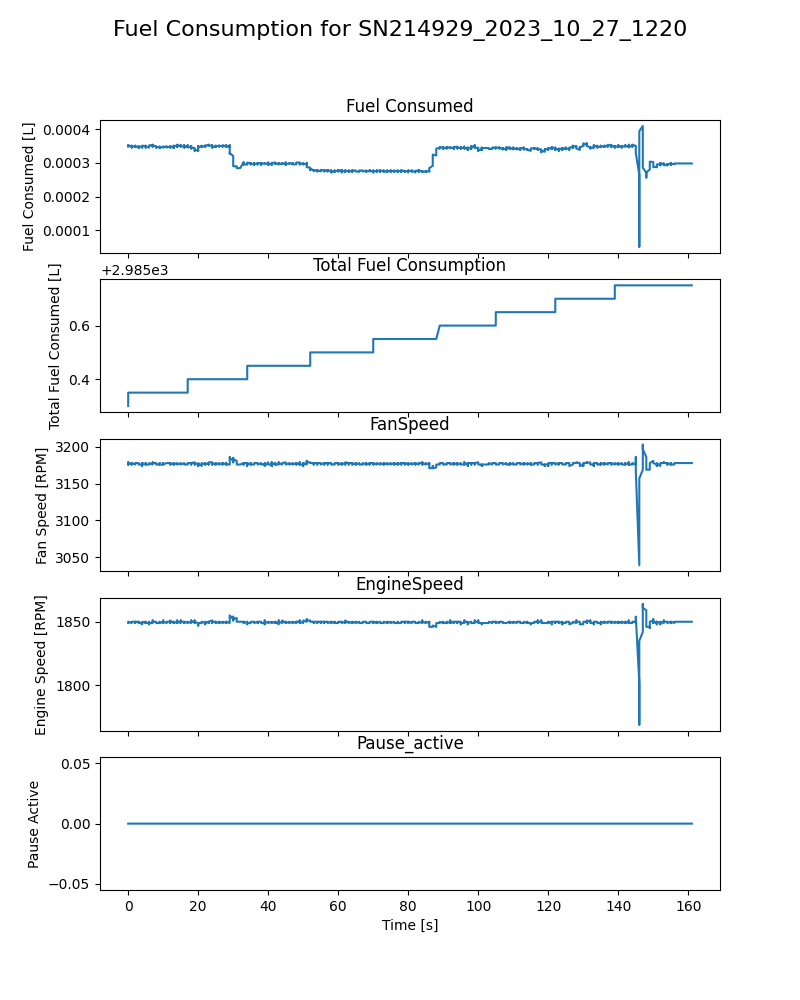 Fuel Consumption for SN214929_2023_10_27_1220
Fuel Consumed
Fuel Consumed [L]
0.0004
0.0003
0.0002
0.0001
Total Fuel Consumption
+2.985e3
Total Fuel Consumed [L]
0.6
0.4
FanSpeed
Fan Speed [RPM]
3200
3150
3100
3050
EngineSpeed
Engine Speed [RPM]
1850
1800
Pause_active
Pause Active
0.05
0.00
−0.05
0 20 40 60 80 100 120 140 160
Time [s]